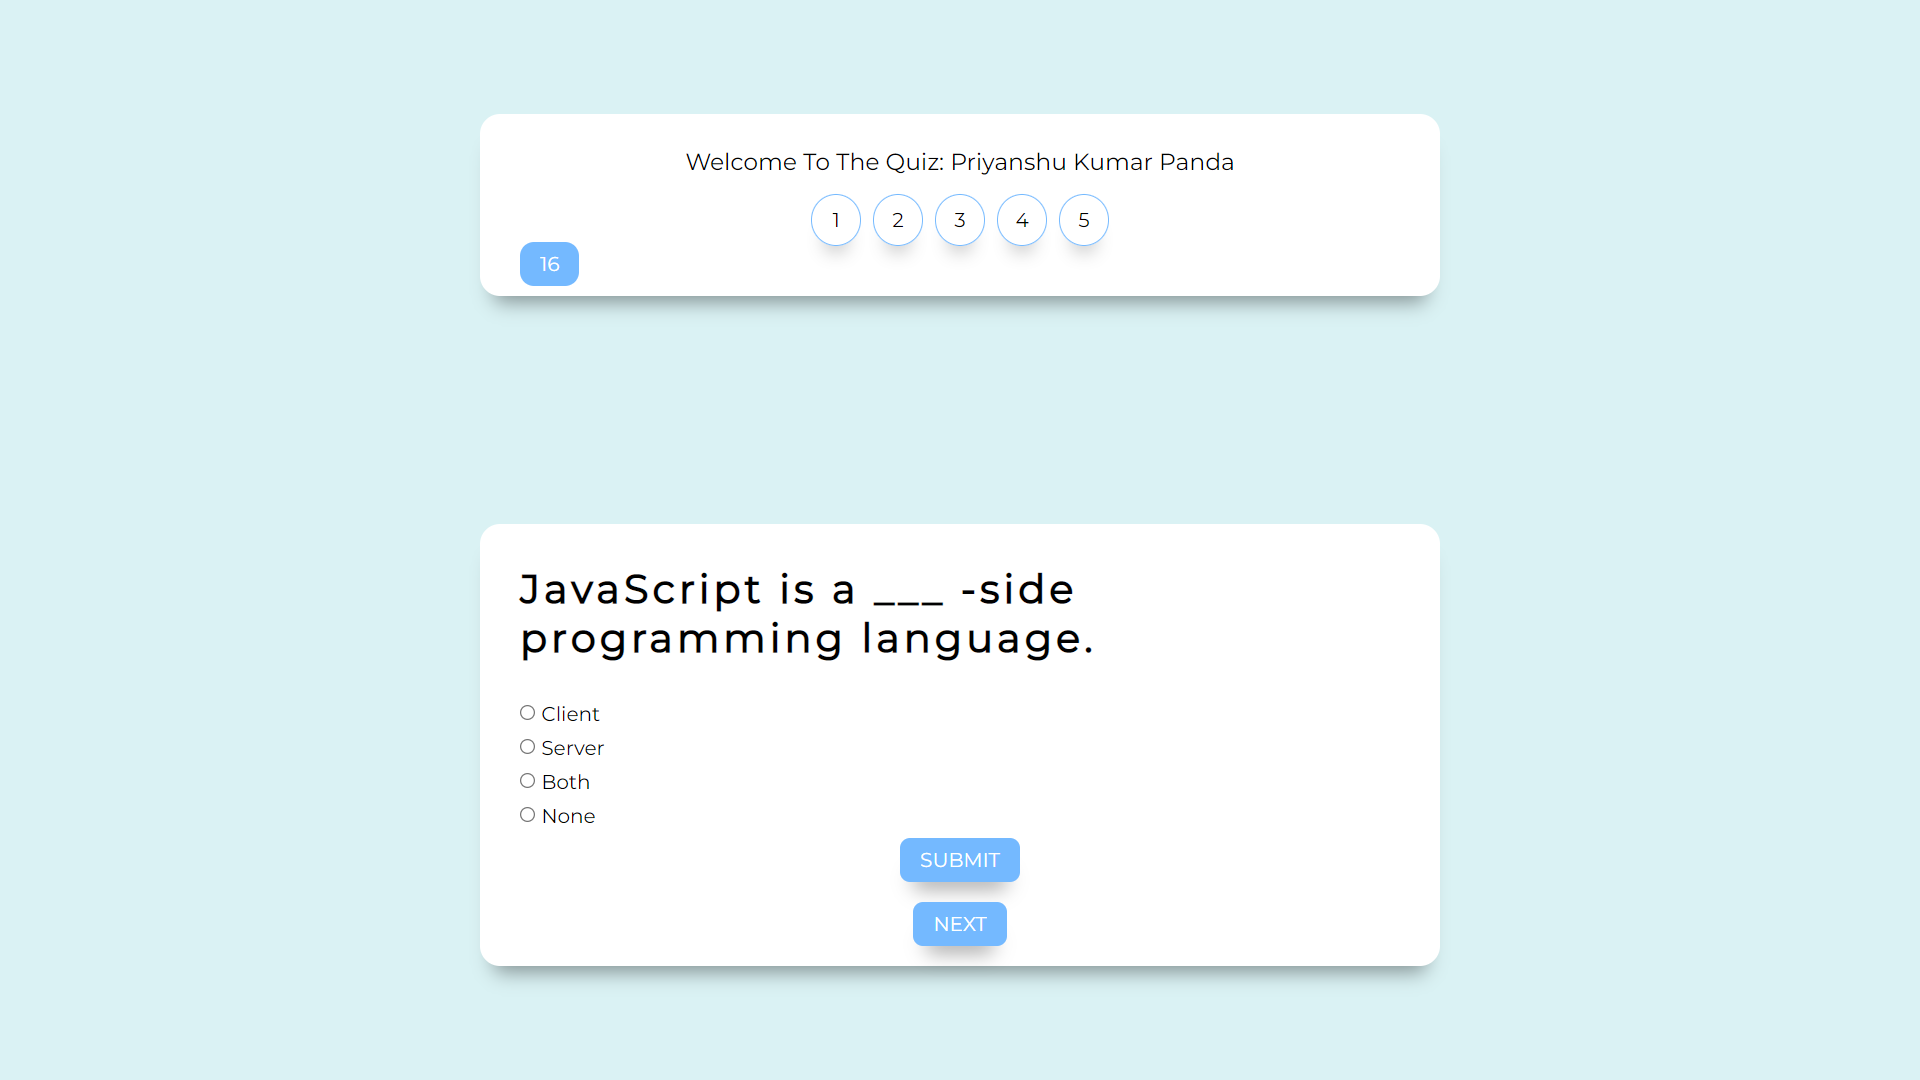 Welcome To The Quiz: Priyanshu Kumar Panda
1 2 3 4 5
16
JavaScript is a ___ -side
programming language.
Client
Server
Both
None
SUBMIT
NEXT